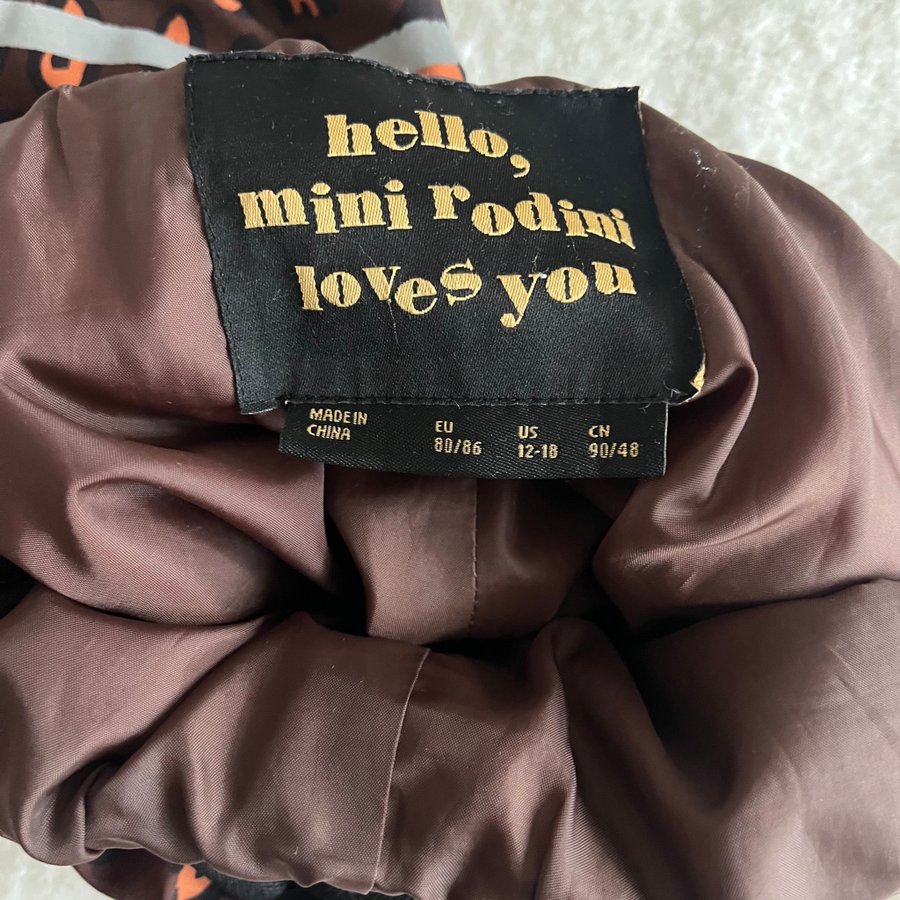 hello,
mini rodini
loves you
MADE IN
CHINA
EU
80/86
US
12-18
CN
90/48